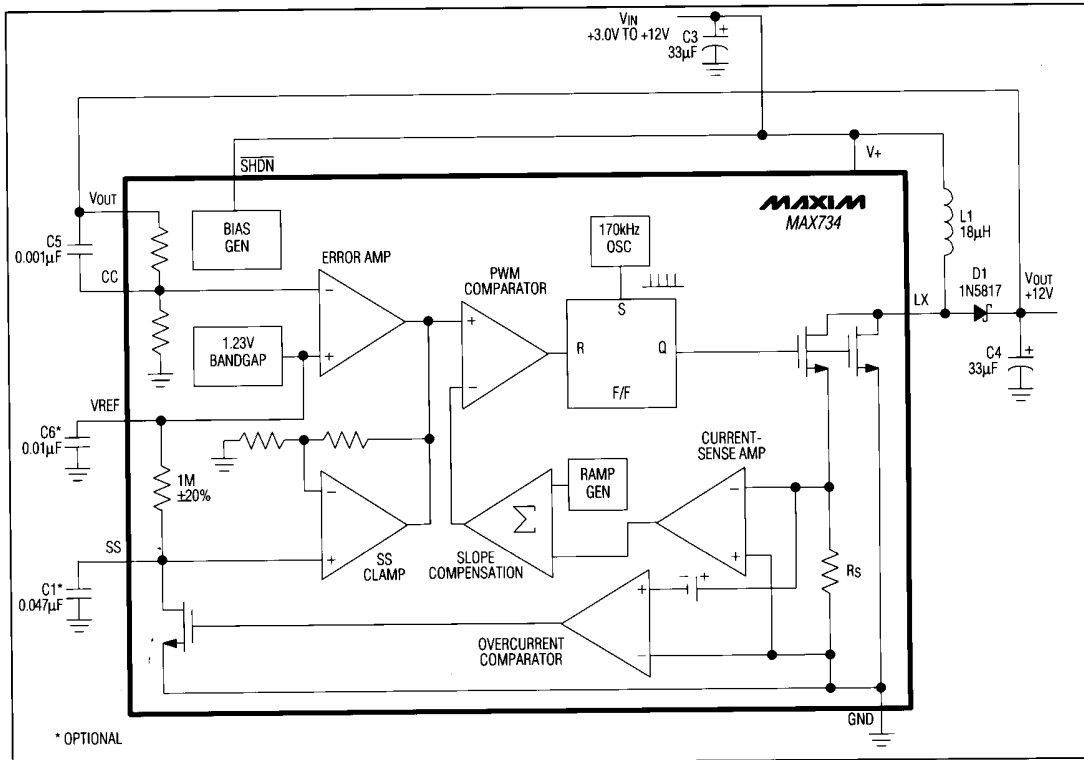 VIN
+3.0V TO +12V
C3
33µF
+
SHDN
V+
VOUT
BIAS
GEN
MAXIM
MAX734
170kHz
OSC
L1
18µH
C5
0.001µF
CC
ERROR AMP
PWM
COMPARATOR
D1
1N5817
VOUT
+12V
LX
S
R
Q
F/F
1.23V
BANDGAP
C4
33µF
+
−
+
+
−
VREF
C6*
0.01µF
1M
±20%
CURRENT-
SENSE AMP
RAMP
GEN
−
+
Σ
−
+
SS
SS
CLAMP
SLOPE
COMPENSATION
RS
C1*
0.047µF
− +
+
−
OVERCURRENT
COMPARATOR
GND
* OPTIONAL